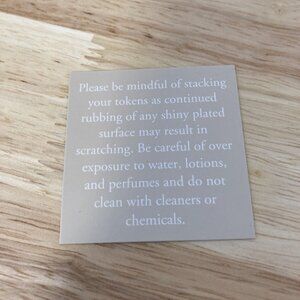 Please be mindful of stacking
your tokens as continued
rubbing of any shiny plated
surface may result in
scratching. Be careful of over
exposure to water, lotions,
and perfumes and do not
clean with cleaners or
chemicals.